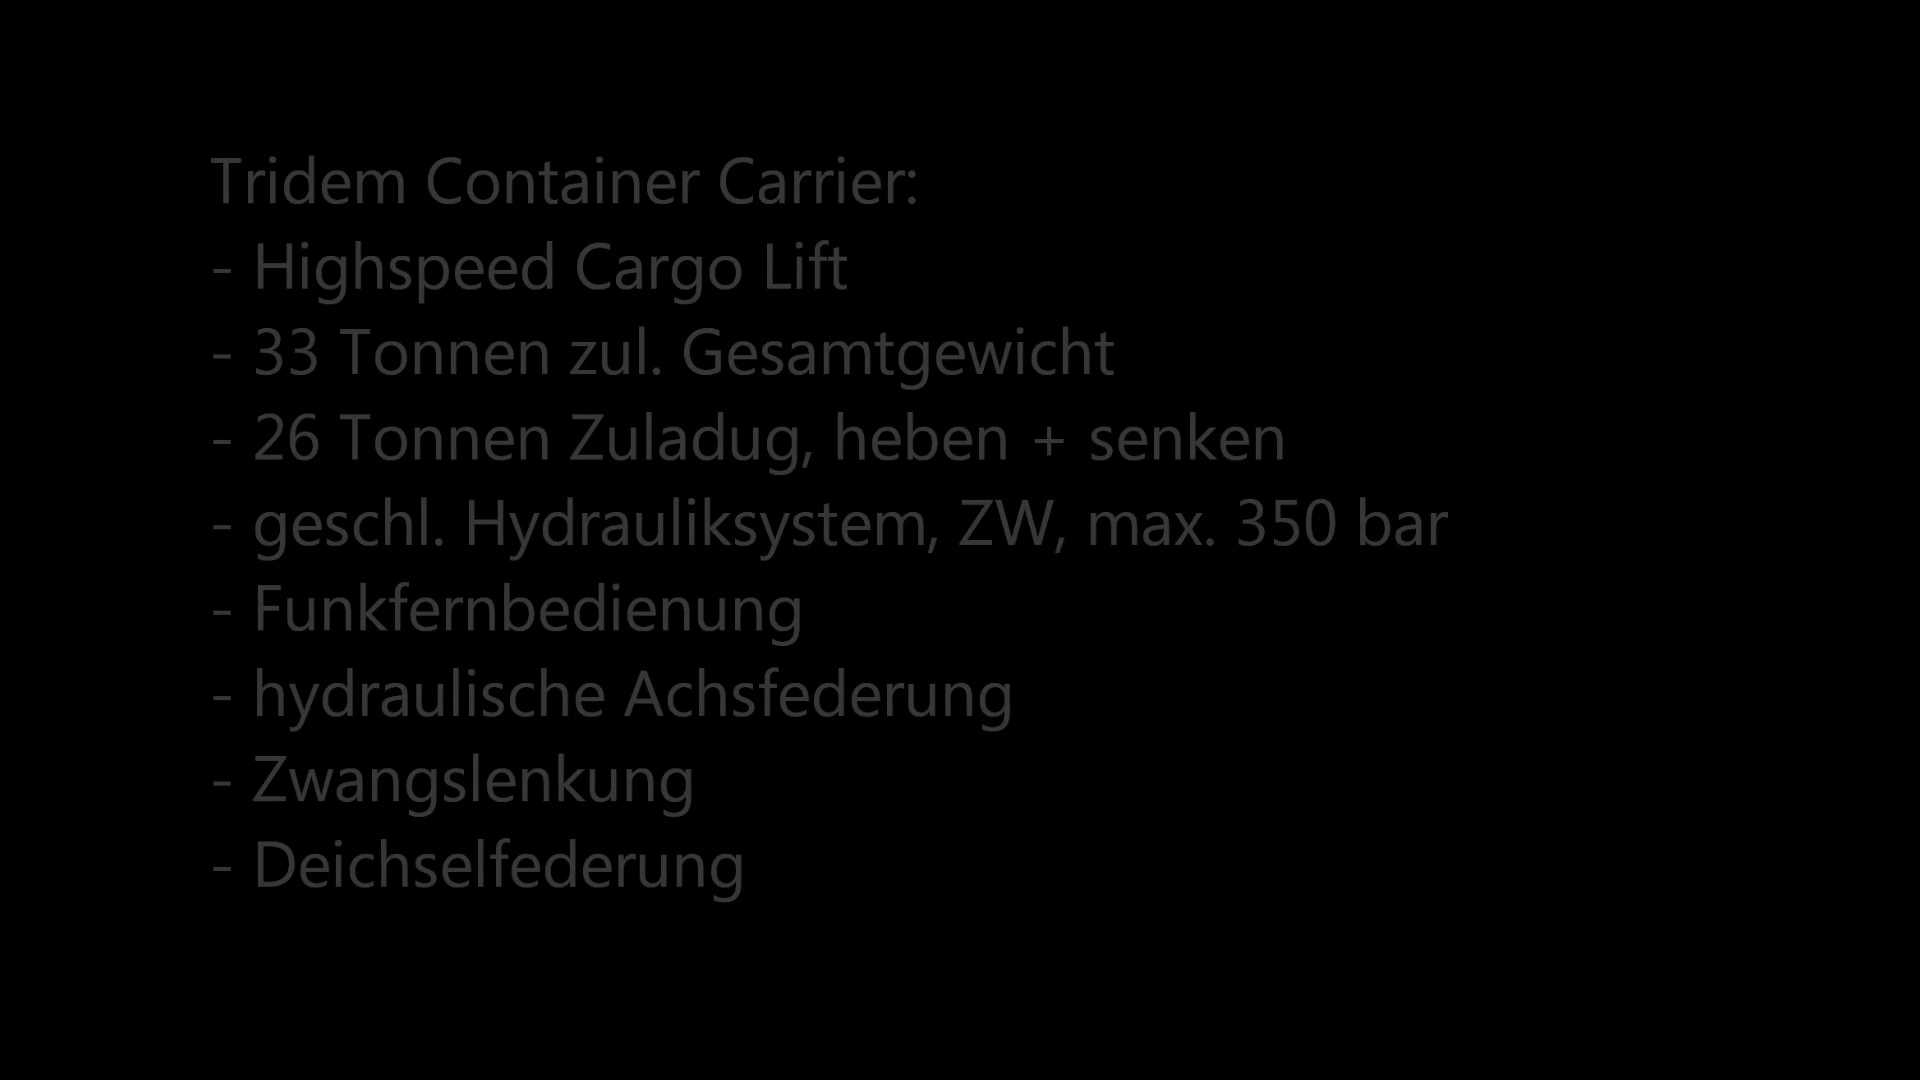 Tridem Container Carrier:
- Highspeed Cargo Lift
- 33 Tonnen zul. Gesamtgewicht
- 26 Tonnen Zuladug, heben + senken
- geschl. Hydrauliksystem, ZW, max. 350 bar
- Funkfernbedienung
- hydraulische Achsfederung
- Zwangslenkung
- Deichselfederung